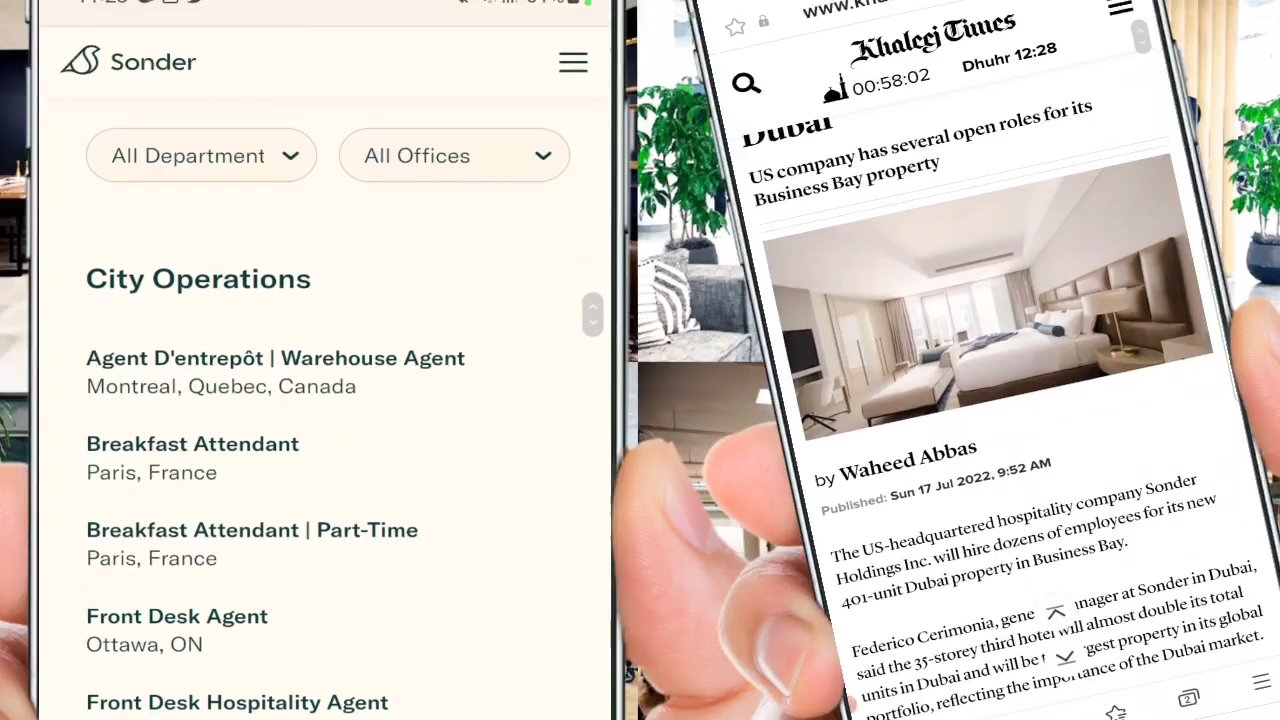 Sonder
All Department
All Offices
City Operations
Agent D'entrepôt | Warehouse Agent
Montreal, Quebec, Canada
Breakfast Attendant
Paris, France
Breakfast Attendant | Part-Time
Paris, France
Front Desk Agent
Ottawa, ON
Front Desk Hospitality Agent
Khaleej Times
00:58:02
Dhuhr 12:28
Dubai
US company has several open roles for its
Business Bay property
by Waheed Abbas
Published: Sun 17 Jul 2022, 9:52 AM
The US-headquartered hospitality company Sonder
Holdings Inc. will hire dozens of employees for its new
401-unit Dubai property in Business Bay.
Federico Cerimonia, at Sonder in Dubai,
said the 35-storey third hotel will almost double its total
units in Dubai and will be property in its global
portfolio, reflecting the importance of the Dubai market.
2